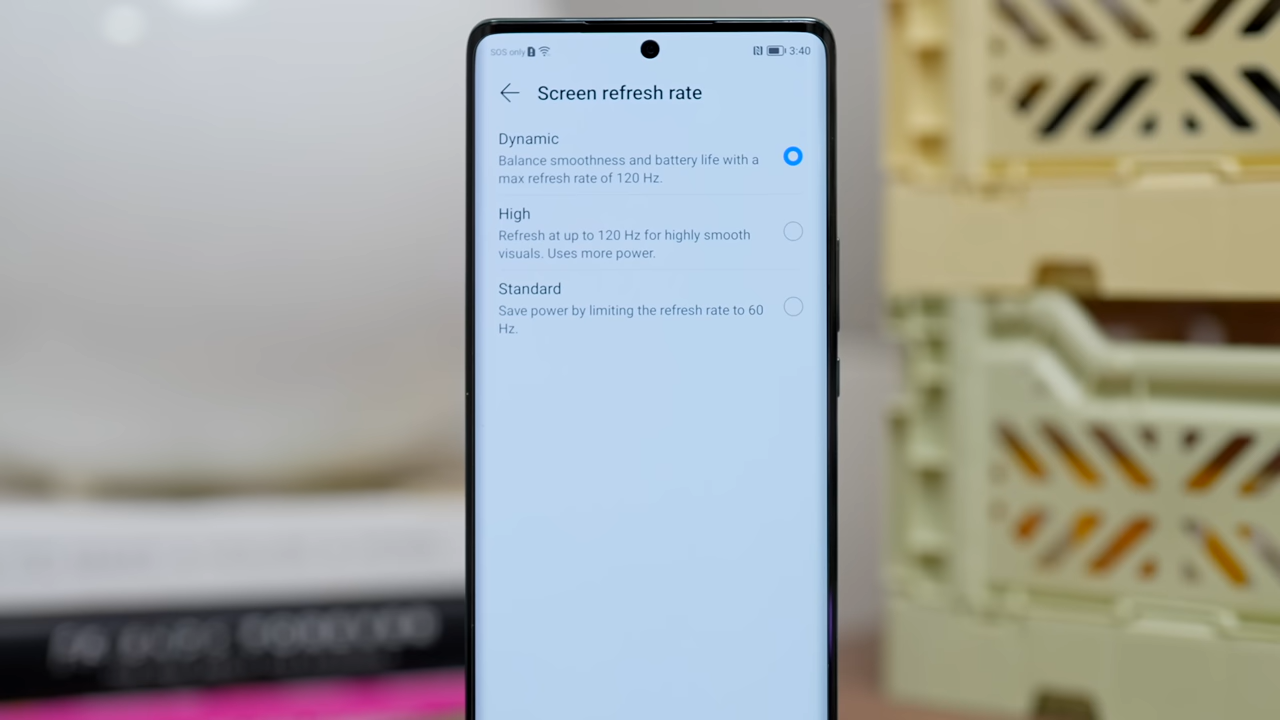 SOS only 3:40
Screen refresh rate
Dynamic
Balance smoothness and battery life with a
max refresh rate of 120 Hz.
High
Refresh at up to 120 Hz for highly smooth
visuals. Uses more power.
Standard
Save power by limiting the refresh rate to 60
Hz.